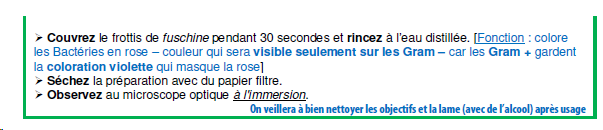 ➢ Couvrez le frottis de fuschine pendant 30 secondes et rincez à l'eau distillée. [Fonction : colore
les Bactéries en rose – couleur qui sera visible seulement sur les Gram – car les Gram + gardent
la coloration violette qui masque la rose]
➢ Séchez la préparation avec du papier filtre.
➢ Observez au microscope optique à l'immersion.
On veillera à bien nettoyer les objectifs et la lame (avec de l'alcool) après usage